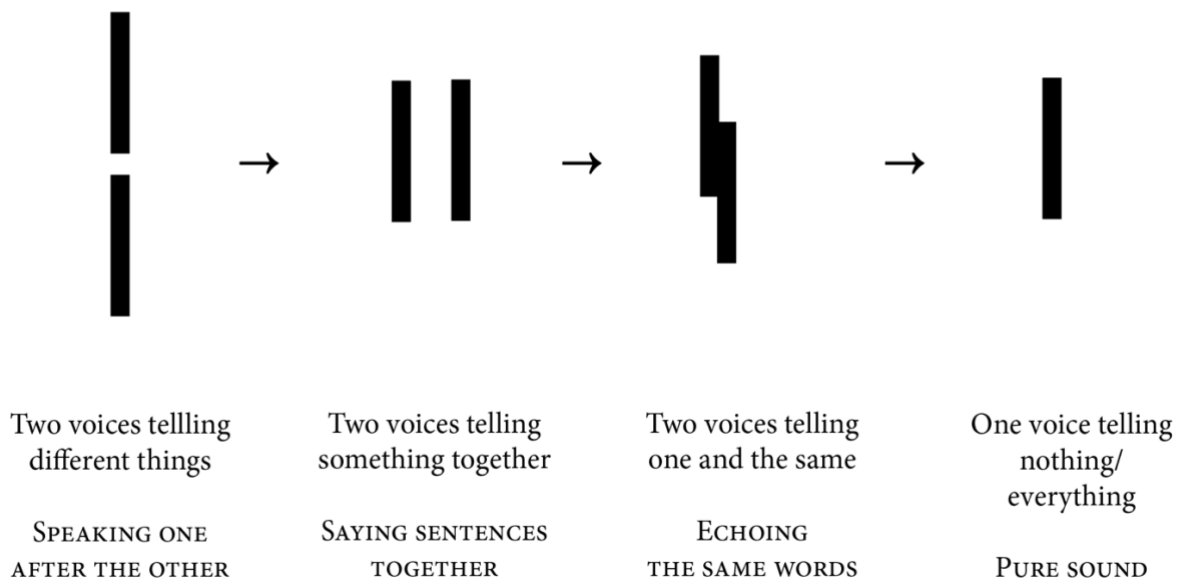 Two voices tellling
different things
SPEAKING ONE
AFTER THE OTHER
Two voices telling
something together
SAYING SENTENCES
TOGETHER
Two voices telling
one and the same
ECHOING
THE SAME WORDS
One voice telling
nothing/
everything
PURE SOUND